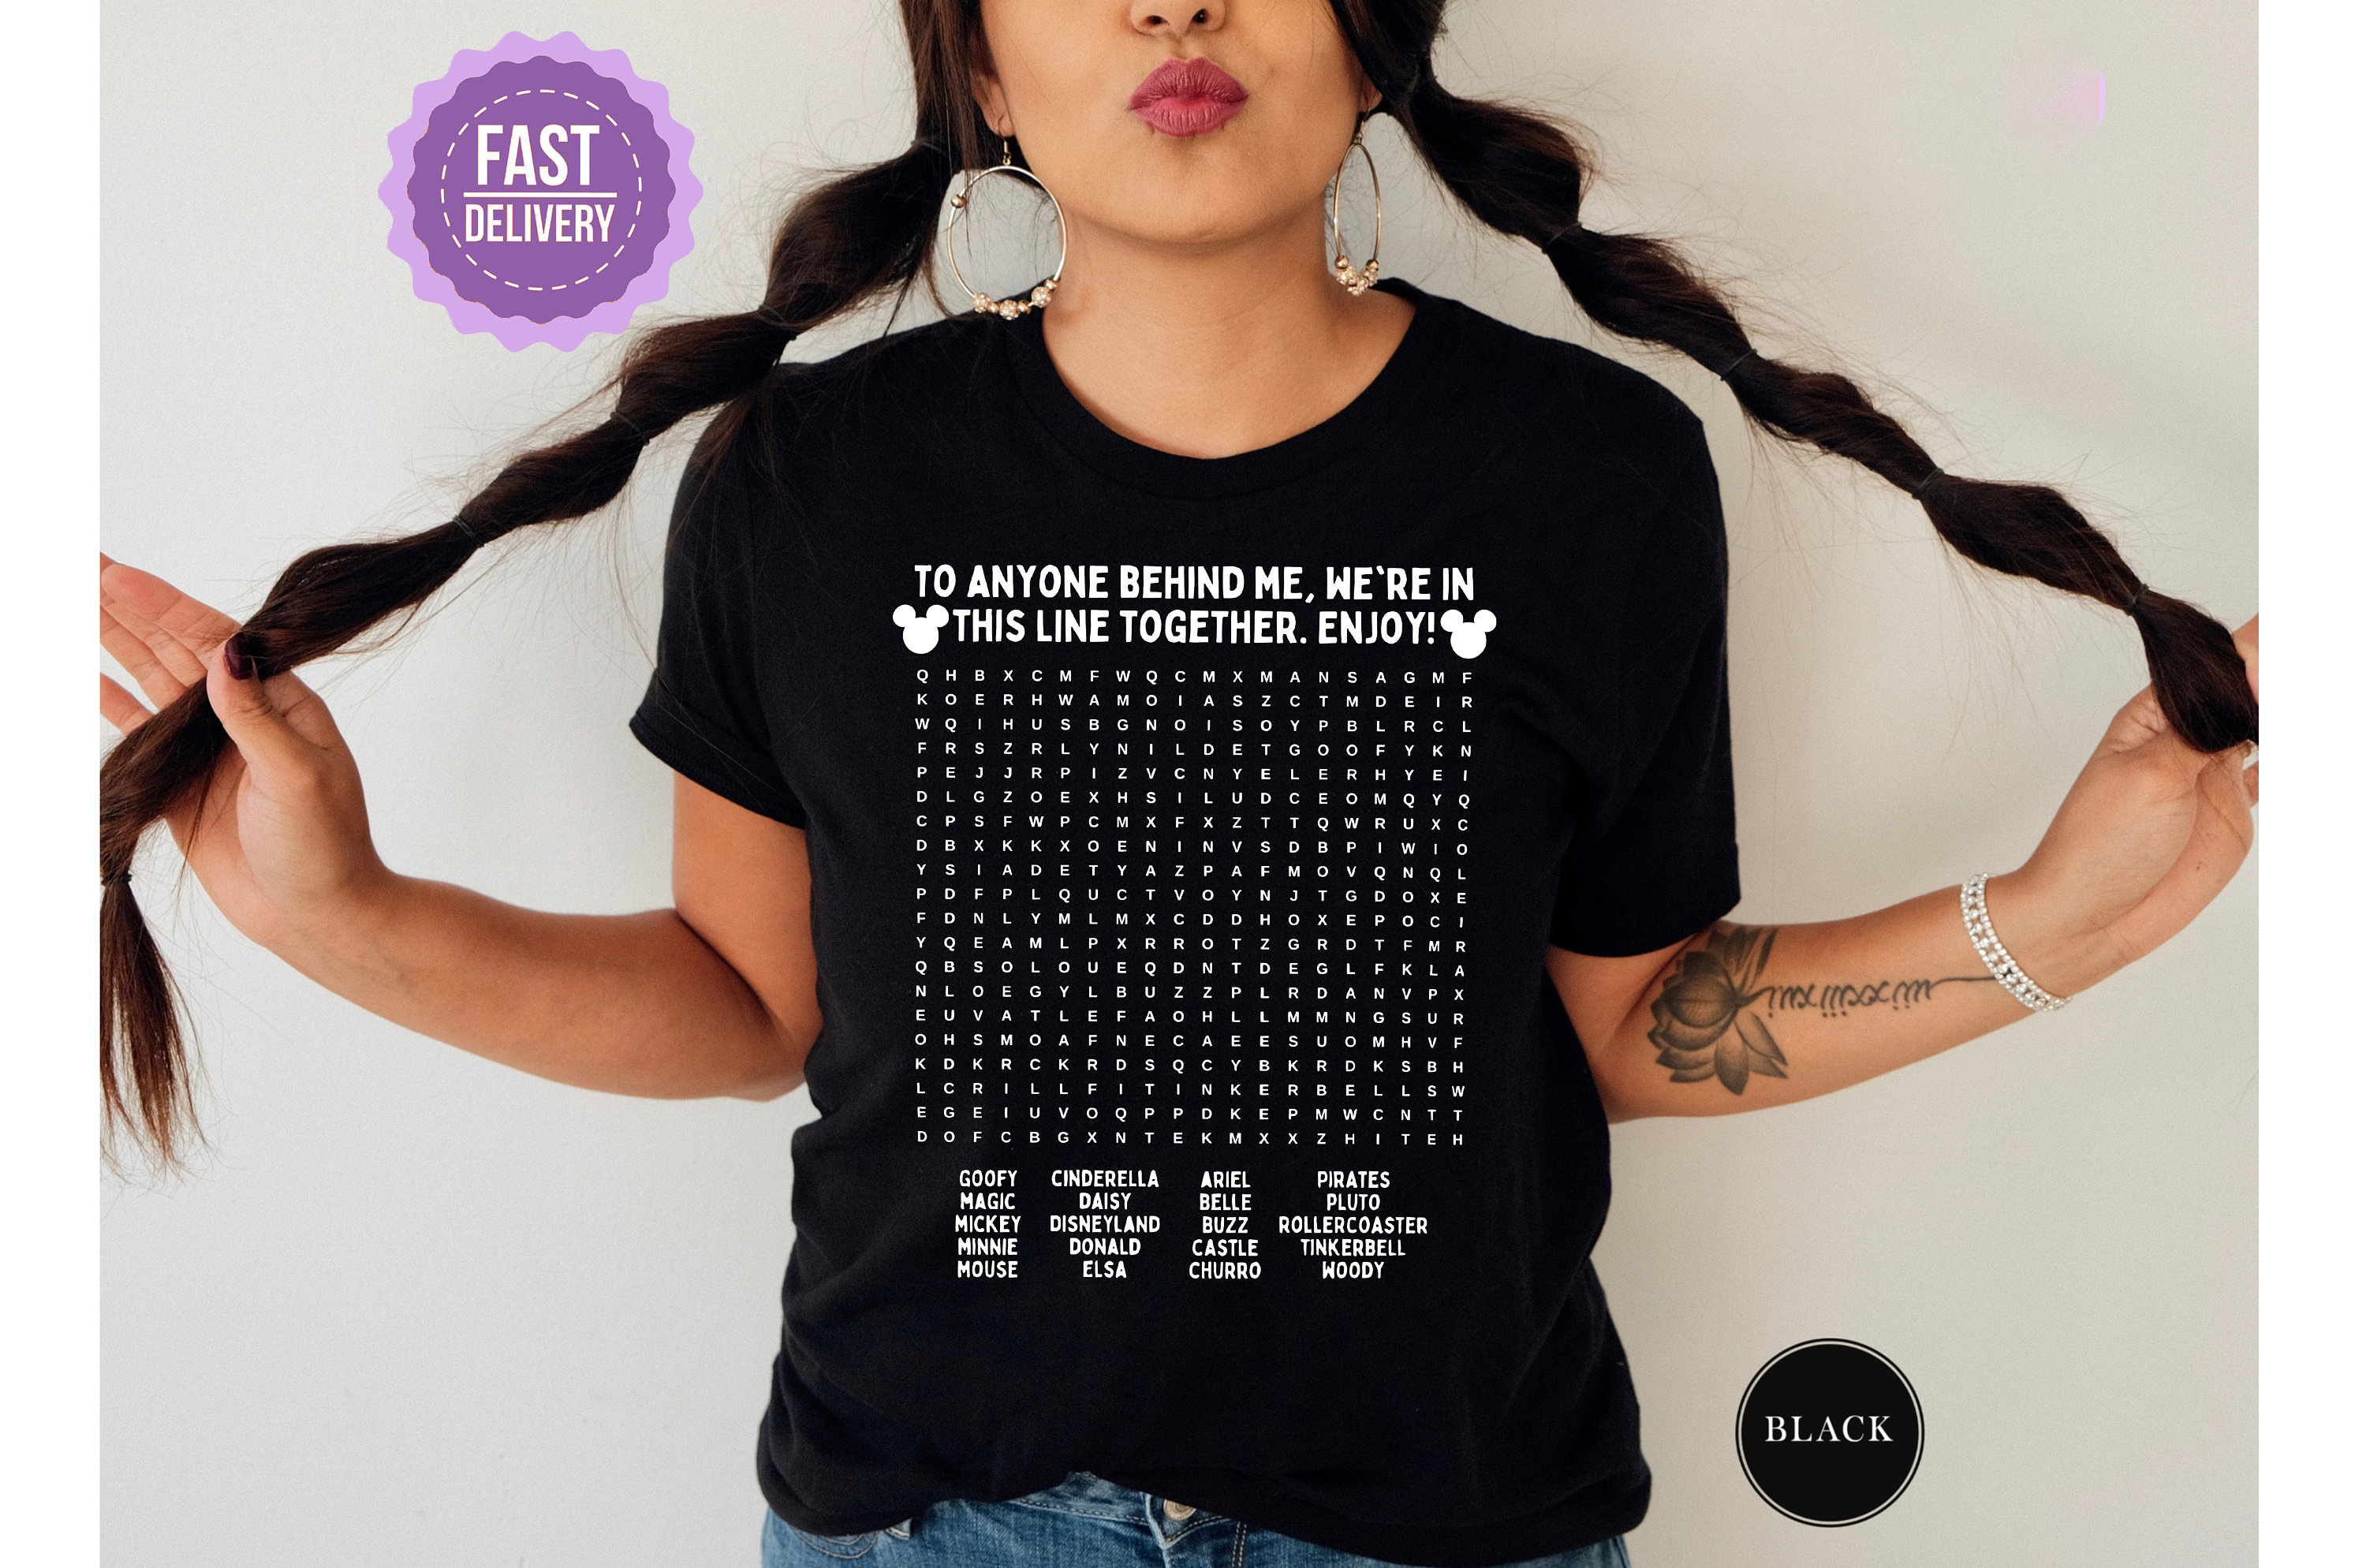 FAST
DELIVERY
TO ANYONE BEHIND ME, WE'RE IN
THIS LINE TOGETHER. ENJOY!
Q H B X C M F W Q C M X M A N S A G M F
K O E R H W A M O I A S Z C T M D E I R
W Q I H U S B G N O I S O Y P B L R C L
F R S Z R L Y N I L D E T G O O F Y K N
P E J J R P I Z V C N Y E L E R H Y E I
D L G Z O E X H S I L U D C E O M Q Y Q
C P S F W P C M X F X Z T T Q W R U X C
D B X K K X O E N I N V S D B P I W I O
Y S I A D E T Y A Z P A F M O V Q N Q L
P D F P L Q U C T V O Y N J T G D O X E
F D N L Y M L M X C D D H O X E P O C I
Y Q E A M L P X R R O T Z G R D T F M R
Q B S O L O U E Q D N T D E G L F K L A
N L O E G Y L B U Z Z P L R D A N V P X
E U V A T L E F A O H L L M M N G S U R
O H S M O A F N E C A E E S U O M H V F
K D K R C K R D S Q C Y B K R D K S B H
L C R I L L F I T I N K E R B E L L S W
E G E I U V O Q P P D K E P M W C N T T
D O F C B G X N T E K M X X Z H I T E H
GOOFY CINDERELLA ARIEL PIRATES
MAGIC DAISY BELLE PLUTO
MICKEY DISNEYLAND BUZZ ROLLERCOASTER
MINNIE DONALD CASTLE TINKERBELL
MOUSE ELSA CHURRO WOODY
BLACK